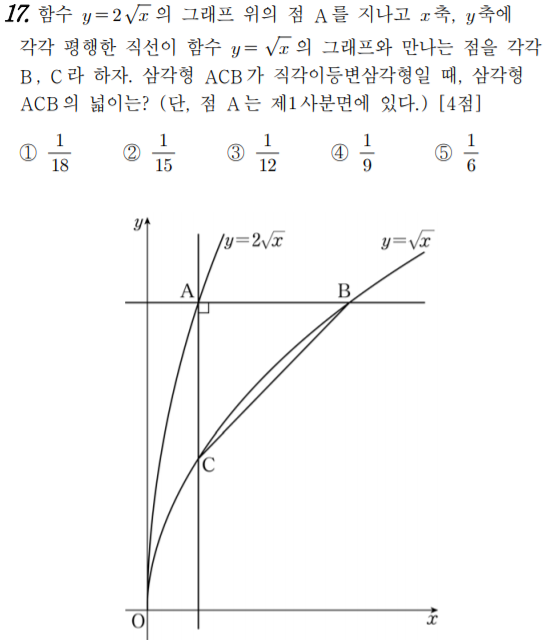 17. 함수 y=2√x 의 그래프 위의 점 A를 지나고 x축, y축에
각각 평행한 직선이 함수 y=√x 의 그래프와 만나는 점을 각각
B, C라 하자. 삼각형 ACB가 직각이등변삼각형일 때, 삼각형
ACB의 넓이는? (단, 점 A는 제1사분면에 있다.) [4점]
① 1/18 ② 1/15 ③ 1/12 ④ 1/9 ⑤ 1/6
y y=2√x y=√x
A B
C
O x